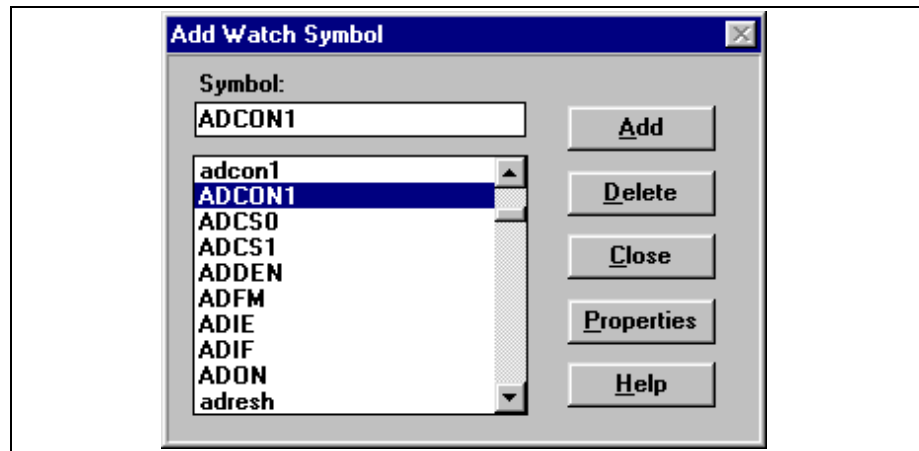 Add Watch Symbol
Symbol:
ADCON1
adcon1
ADCON1
ADCS0
ADCS1
ADDEN
ADFM
ADIE
ADIF
ADON
adresh
Add
Delete
Close
Properties
Help